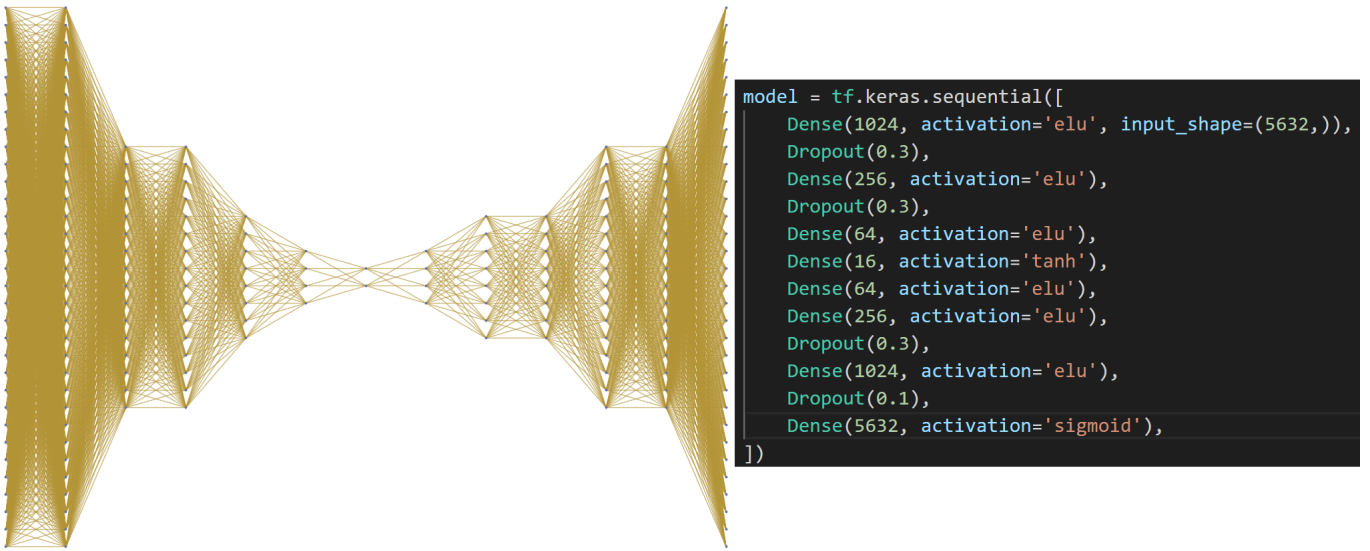 model = tf.keras.sequential([
    Dense(1024, activation='elu', input_shape=(5632,)),
    Dropout(0.3),
    Dense(256, activation='elu'),
    Dropout(0.3),
    Dense(64, activation='elu'),
    Dense(16, activation='tanh'),
    Dense(64, activation='elu'),
    Dense(256, activation='elu'),
    Dropout(0.3),
    Dense(1024, activation='elu'),
    Dropout(0.1),
    Dense(5632, activation='sigmoid'),
])